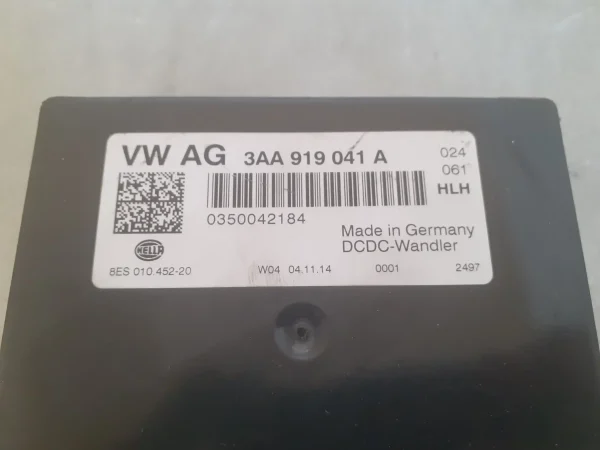 VW AG 3AA 919 041 A 024
061
HLH
0350042184
Made in Germany
DCDC-Wandler
HELLA
8ES 010.452-20 W04 04.11.14 0001 2497